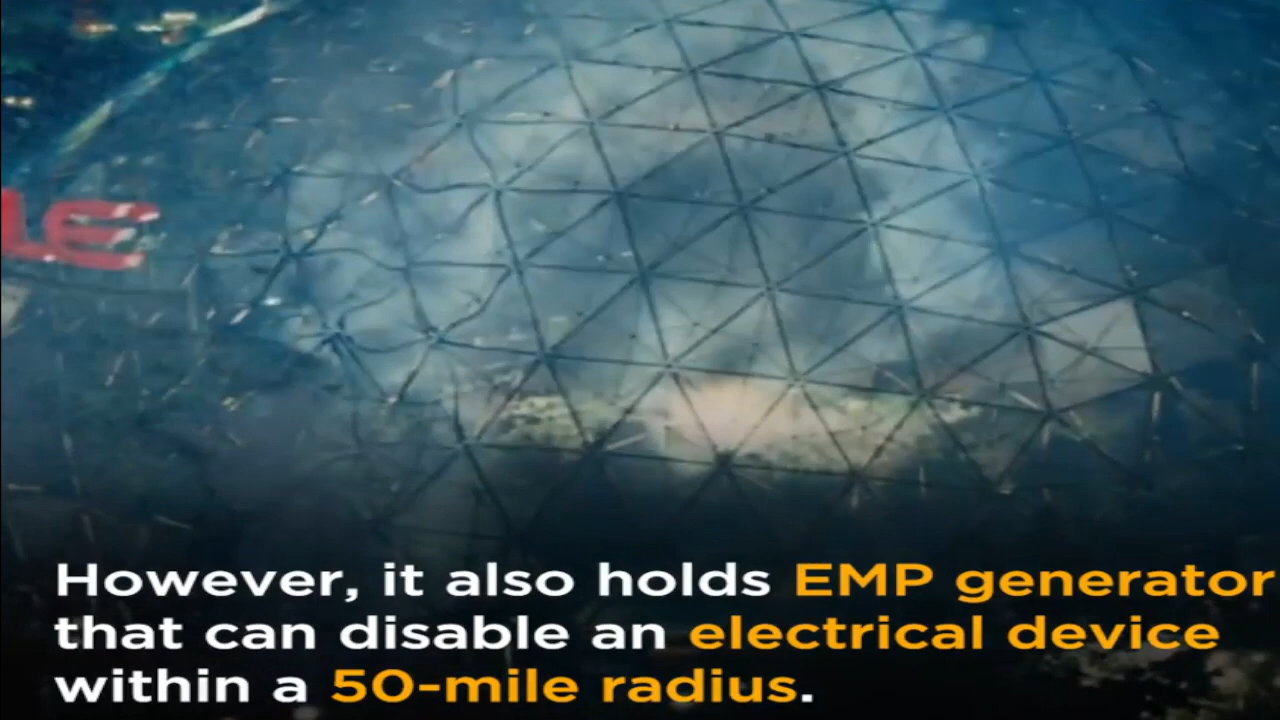 However, it also holds EMP generator
that can disable an electrical device
within a 50-mile radius.